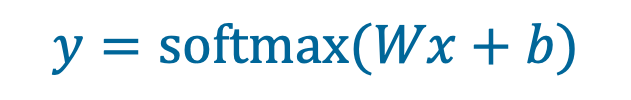 y = softmax(Wx + b)